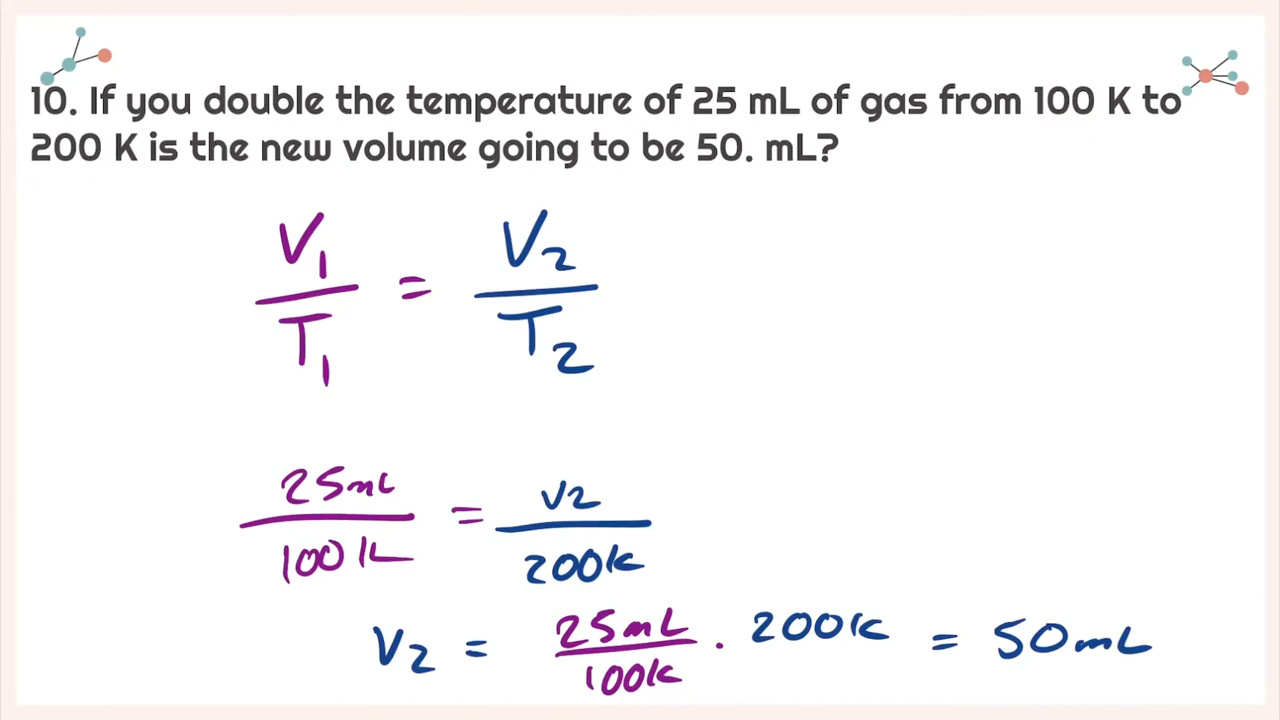 10. If you double the temperature of 25 mL of gas from 100 K to
200 K is the new volume going to be 50. mL?
V1 = V2
T1 T2
25mL = V2
100K 200K
V2 = 25mL . 200K = 50mL
100K